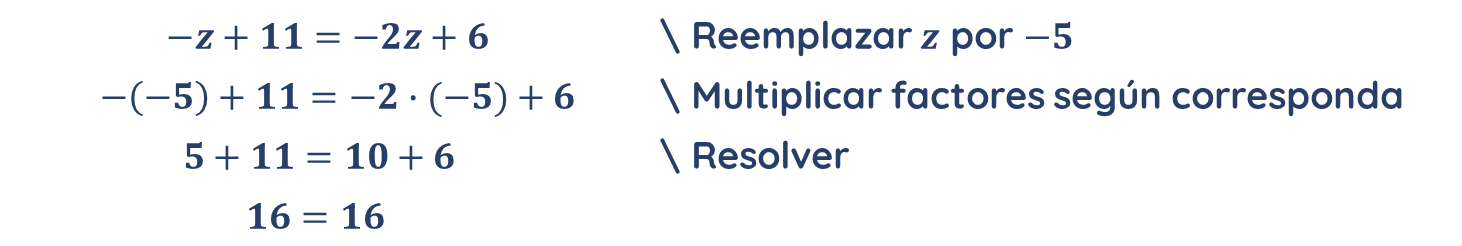 −z + 11 = −2z + 6 \ Reemplazar z por −5
−(−5) + 11 = −2 · (−5) + 6 \ Multiplicar factores según corresponda
5 + 11 = 10 + 6 \ Resolver
16 = 16